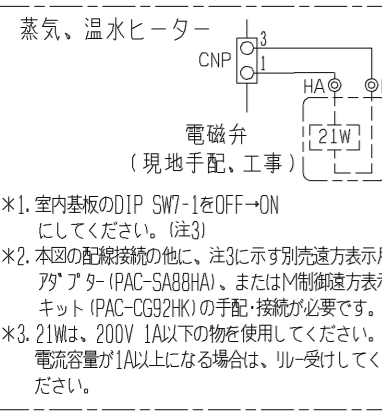 蒸気、温水ヒーター
CNP
3
1
HA
21W
電磁弁
(現地手配、工事)
*1. 室内基板のDIP SW7-1をOFF→ON
にしてください。(注3)
*2. 本図の配線接続の他に、注3に示す別売遠方表示
アダプター(PAC-SA88HA)、またはM制御遠方表示
キット(PAC-CG92HK)の手配・接続が必要です。
*3. 21Wは、200V 1A以下の物を使用してください。
電流容量が1A以上になる場合は、リレー受けしてく
ださい。